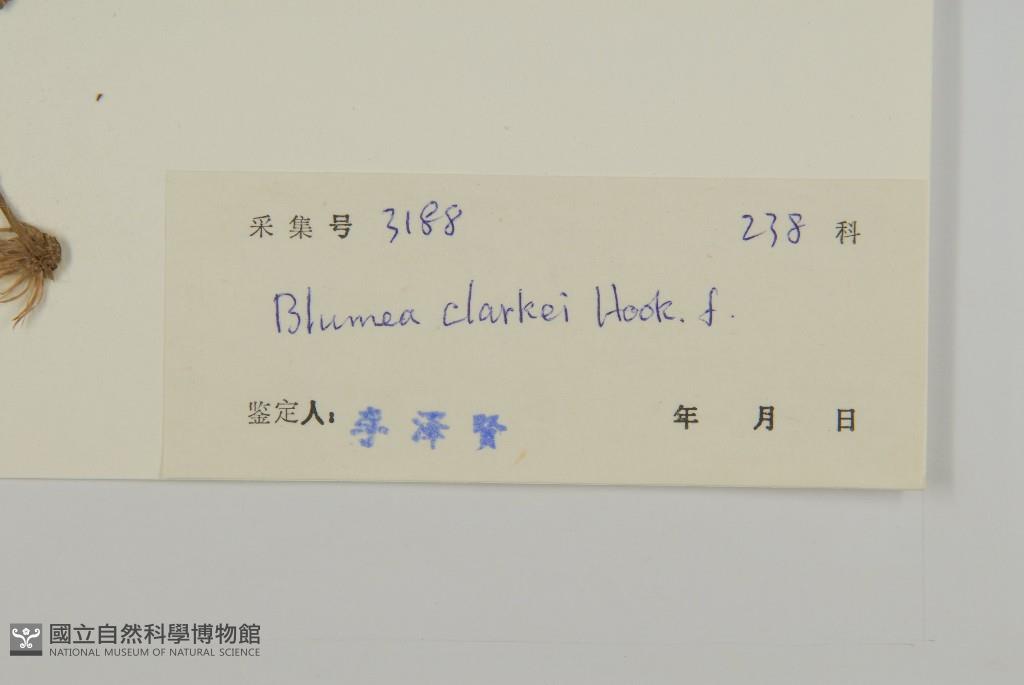 采集号 3188 238 科
Blumea clarkei Hook. f.
鉴定人: 李泽贤 年 月 日
國立自然科學博物館
NATIONAL MUSEUM OF NATURAL SCIENCE